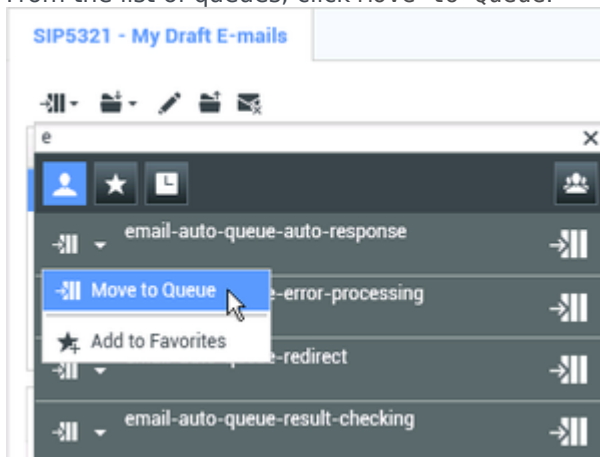 From the list of queues, click Move to Queue.
SIP5321 - My Draft E-mails
e
email-auto-queue-auto-response
Move to Queue
e-error-processing
Add to Favorites
e-redirect
email-auto-queue-result-checking